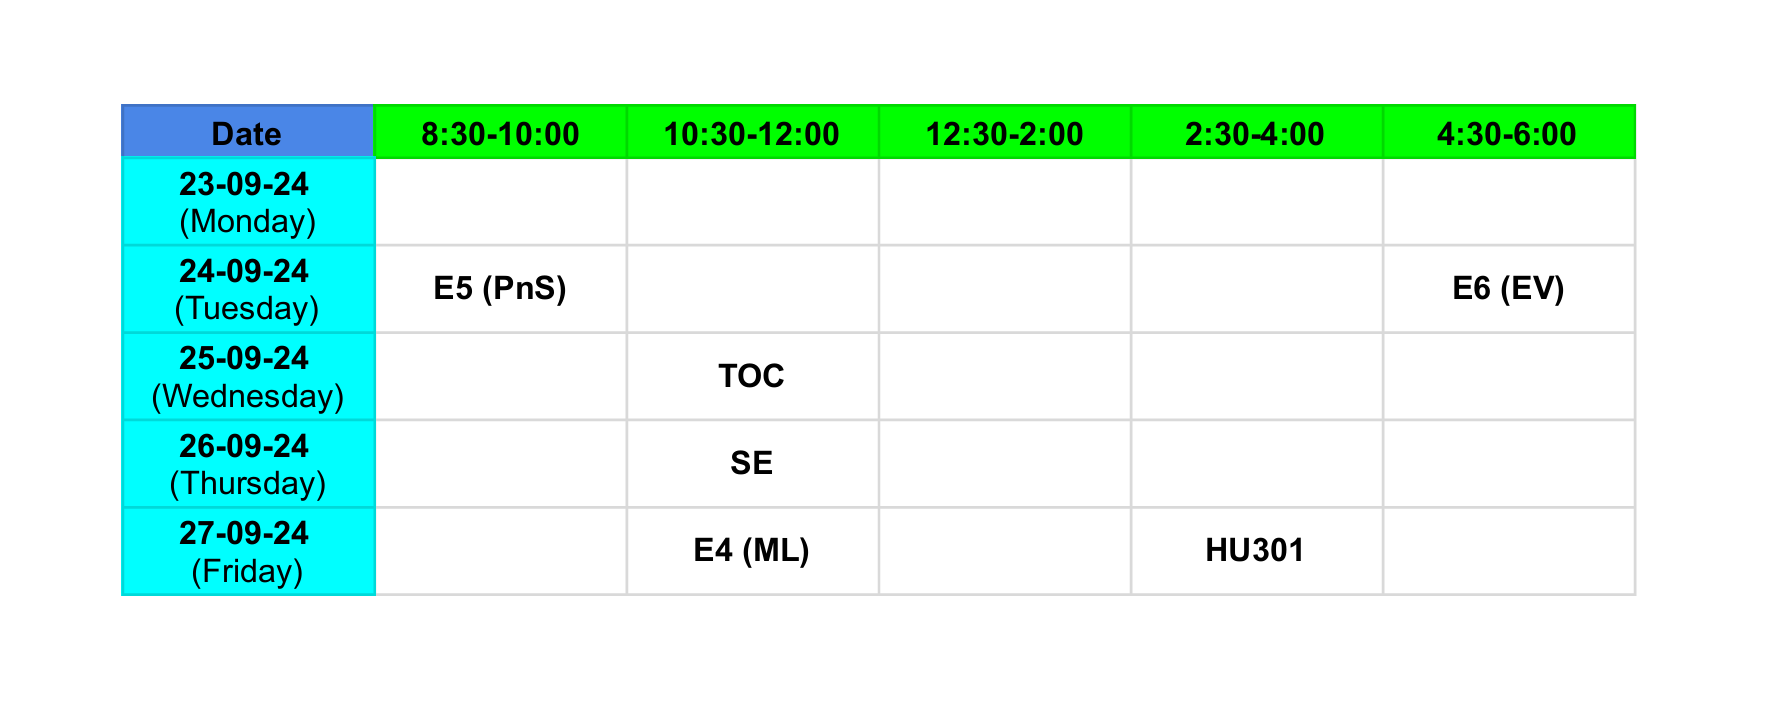 Date 8:30-10:00 10:30-12:00 12:30-2:00 2:30-4:00 4:30-6:00
23-09-24
(Monday)
24-09-24
(Tuesday)
E5 (PnS) E6 (EV)
25-09-24
(Wednesday)
TOC
26-09-24
(Thursday)
SE
27-09-24
(Friday)
E4 (ML) HU301